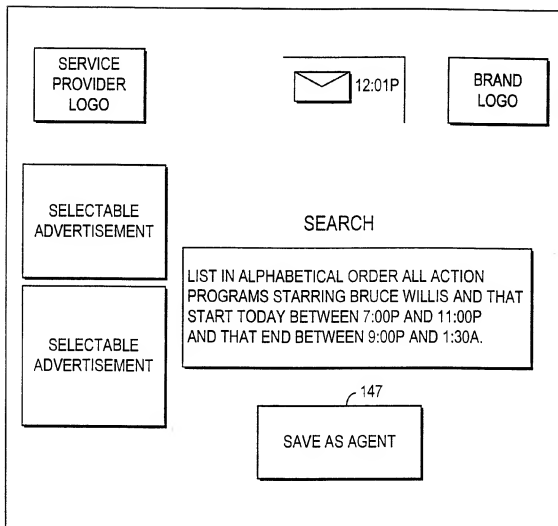 SERVICE
PROVIDER
LOGO
12:01P
BRAND
LOGO
SELECTABLE
ADVERTISEMENT
SEARCH
LIST IN ALPHABETICAL ORDER ALL ACTION
PROGRAMS STARRING BRUCE WILLIS AND THAT
START TODAY BETWEEN 7:00P AND 11:00P
AND THAT END BETWEEN 9:00P AND 1:30A.
SELECTABLE
ADVERTISEMENT
147
SAVE AS AGENT